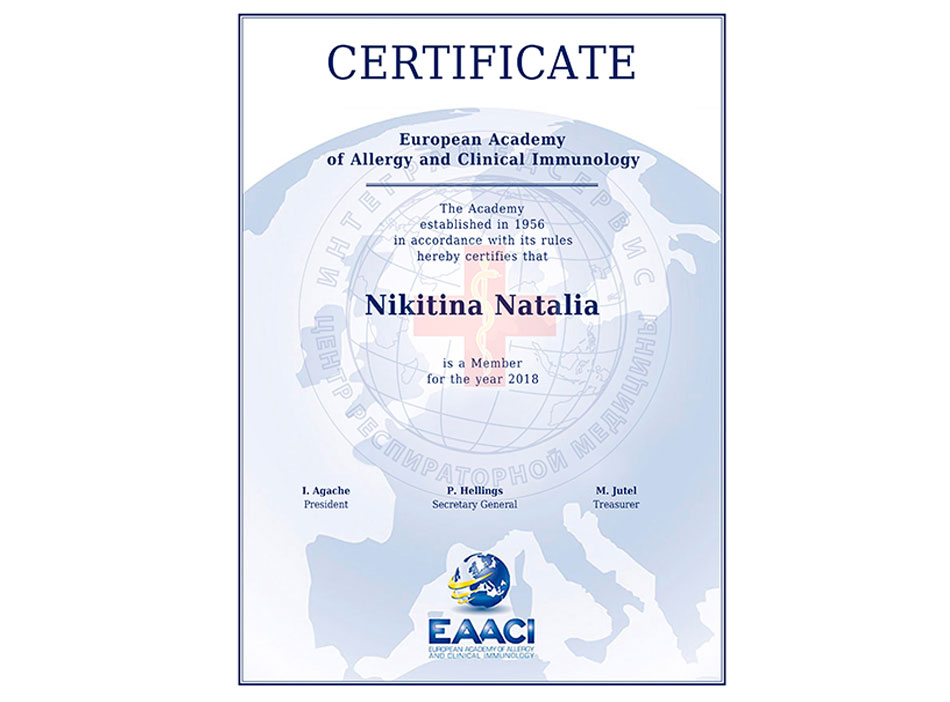 CERTIFICATE
European Academy
of Allergy and Clinical Immunology
The Academy
established in 1956
in accordance with its rules
hereby certifies that
Nikitina Natalia
is a Member
for the year 2018
I. Agache
President
P. Hellings
Secretary General
M. Jutel
Treasurer
EAACI
EUROPEAN ACADEMY OF ALLERGY
AND CLINICAL IMMUNOLOGY
ИНТЕГРАМЕДСЕРВИС
ЦЕНТР РЕСПИРАТОРНОЙ МЕДИЦИНЫ